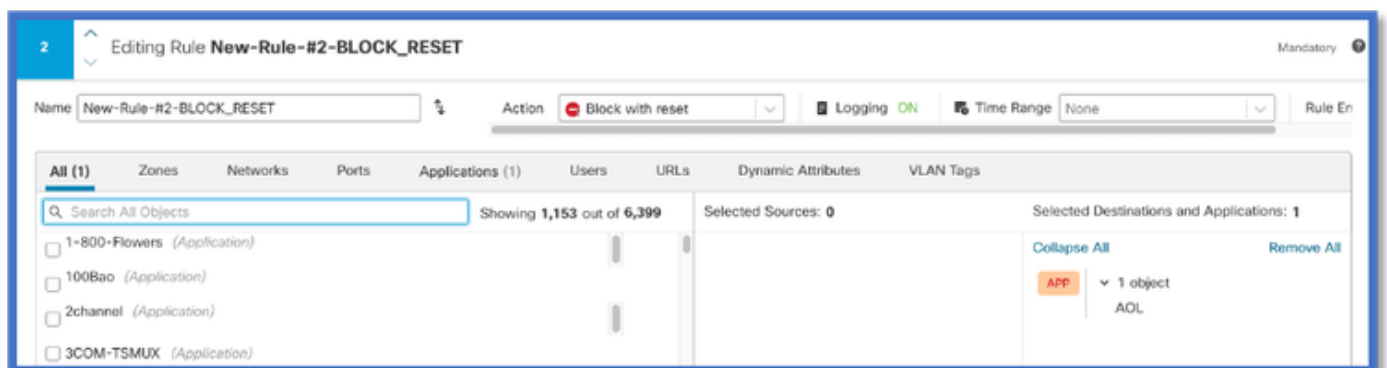 2 Editing Rule New-Rule-#2-BLOCK_RESET Mandatory
Name New-Rule-#2-BLOCK_RESET Action Block with reset Logging ON Time Range None Rule En
All (1) Zones Networks Ports Applications (1) Users URLs Dynamic Attributes VLAN Tags
Search All Objects Showing 1,153 out of 6,399 Selected Sources: 0 Selected Destinations and Applications: 1
1-800-Flowers (Application) Collapse All Remove All
100Bao (Application) APP 1 object
2channel (Application) AOL
3COM-TSMUX (Application)